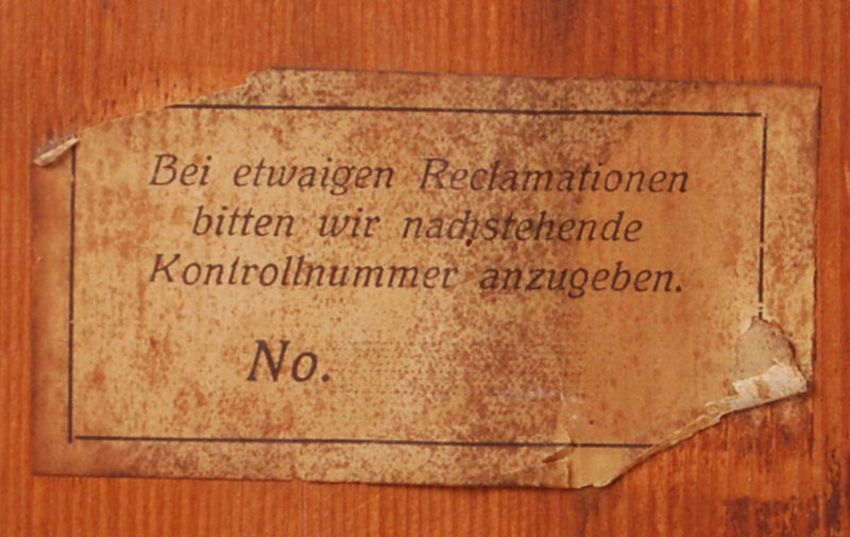 Bei etwaigen Reclamationen
bitten wir nachstehende
Kontrollnummer anzugeben.
No.